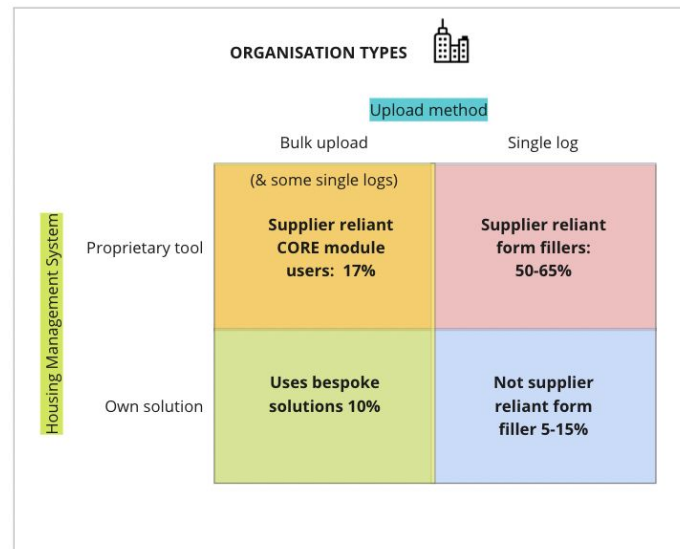 ORGANISATION TYPES
Upload method
Bulk upload
Single log
(& some single logs)
Housing Management System
Proprietary tool
Supplier reliant
CORE module
users: 17%
Supplier reliant
form fillers:
50-65%
Own solution
Uses bespoke
solutions 10%
Not supplier
reliant form
filler 5-15%